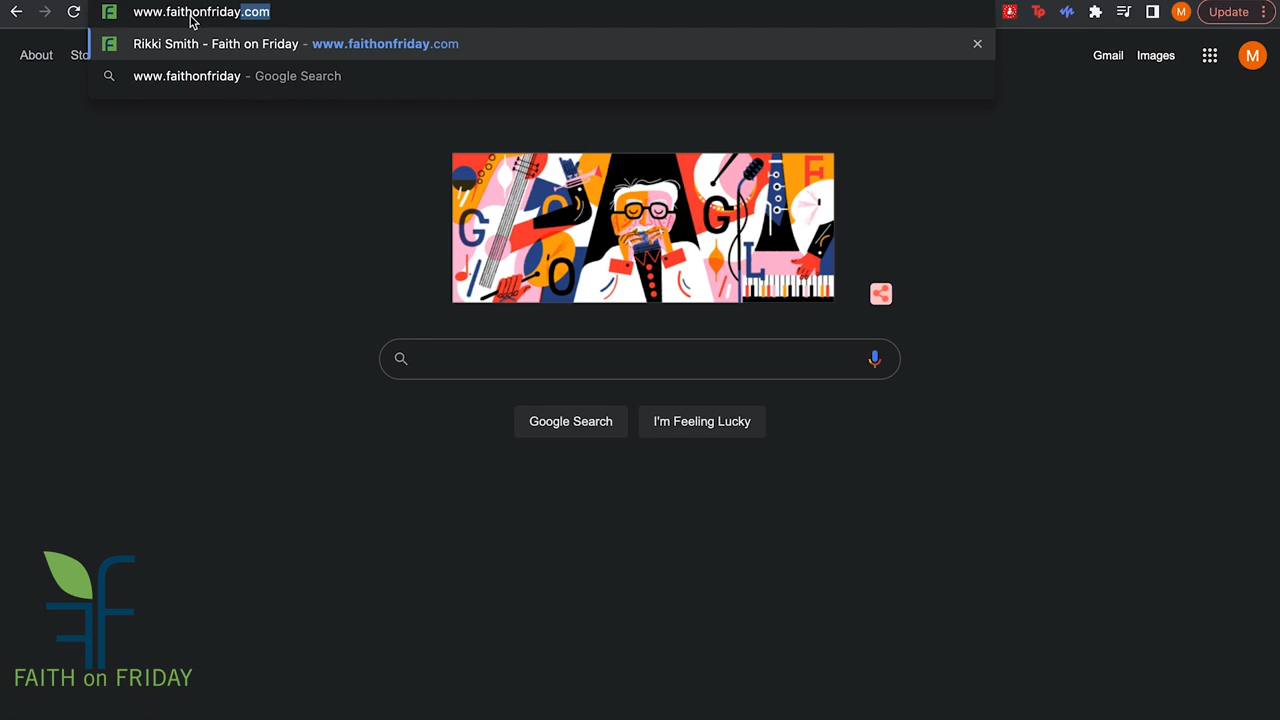 www.faithonfriday.com
Update
Rikki Smith - Faith on Friday - www.faithonfriday.com
www.faithonfriday - Google Search
About
Sto
Gmail
Images
M
G O O G L E
Google Search
I'm Feeling Lucky
FAITH on FRIDAY